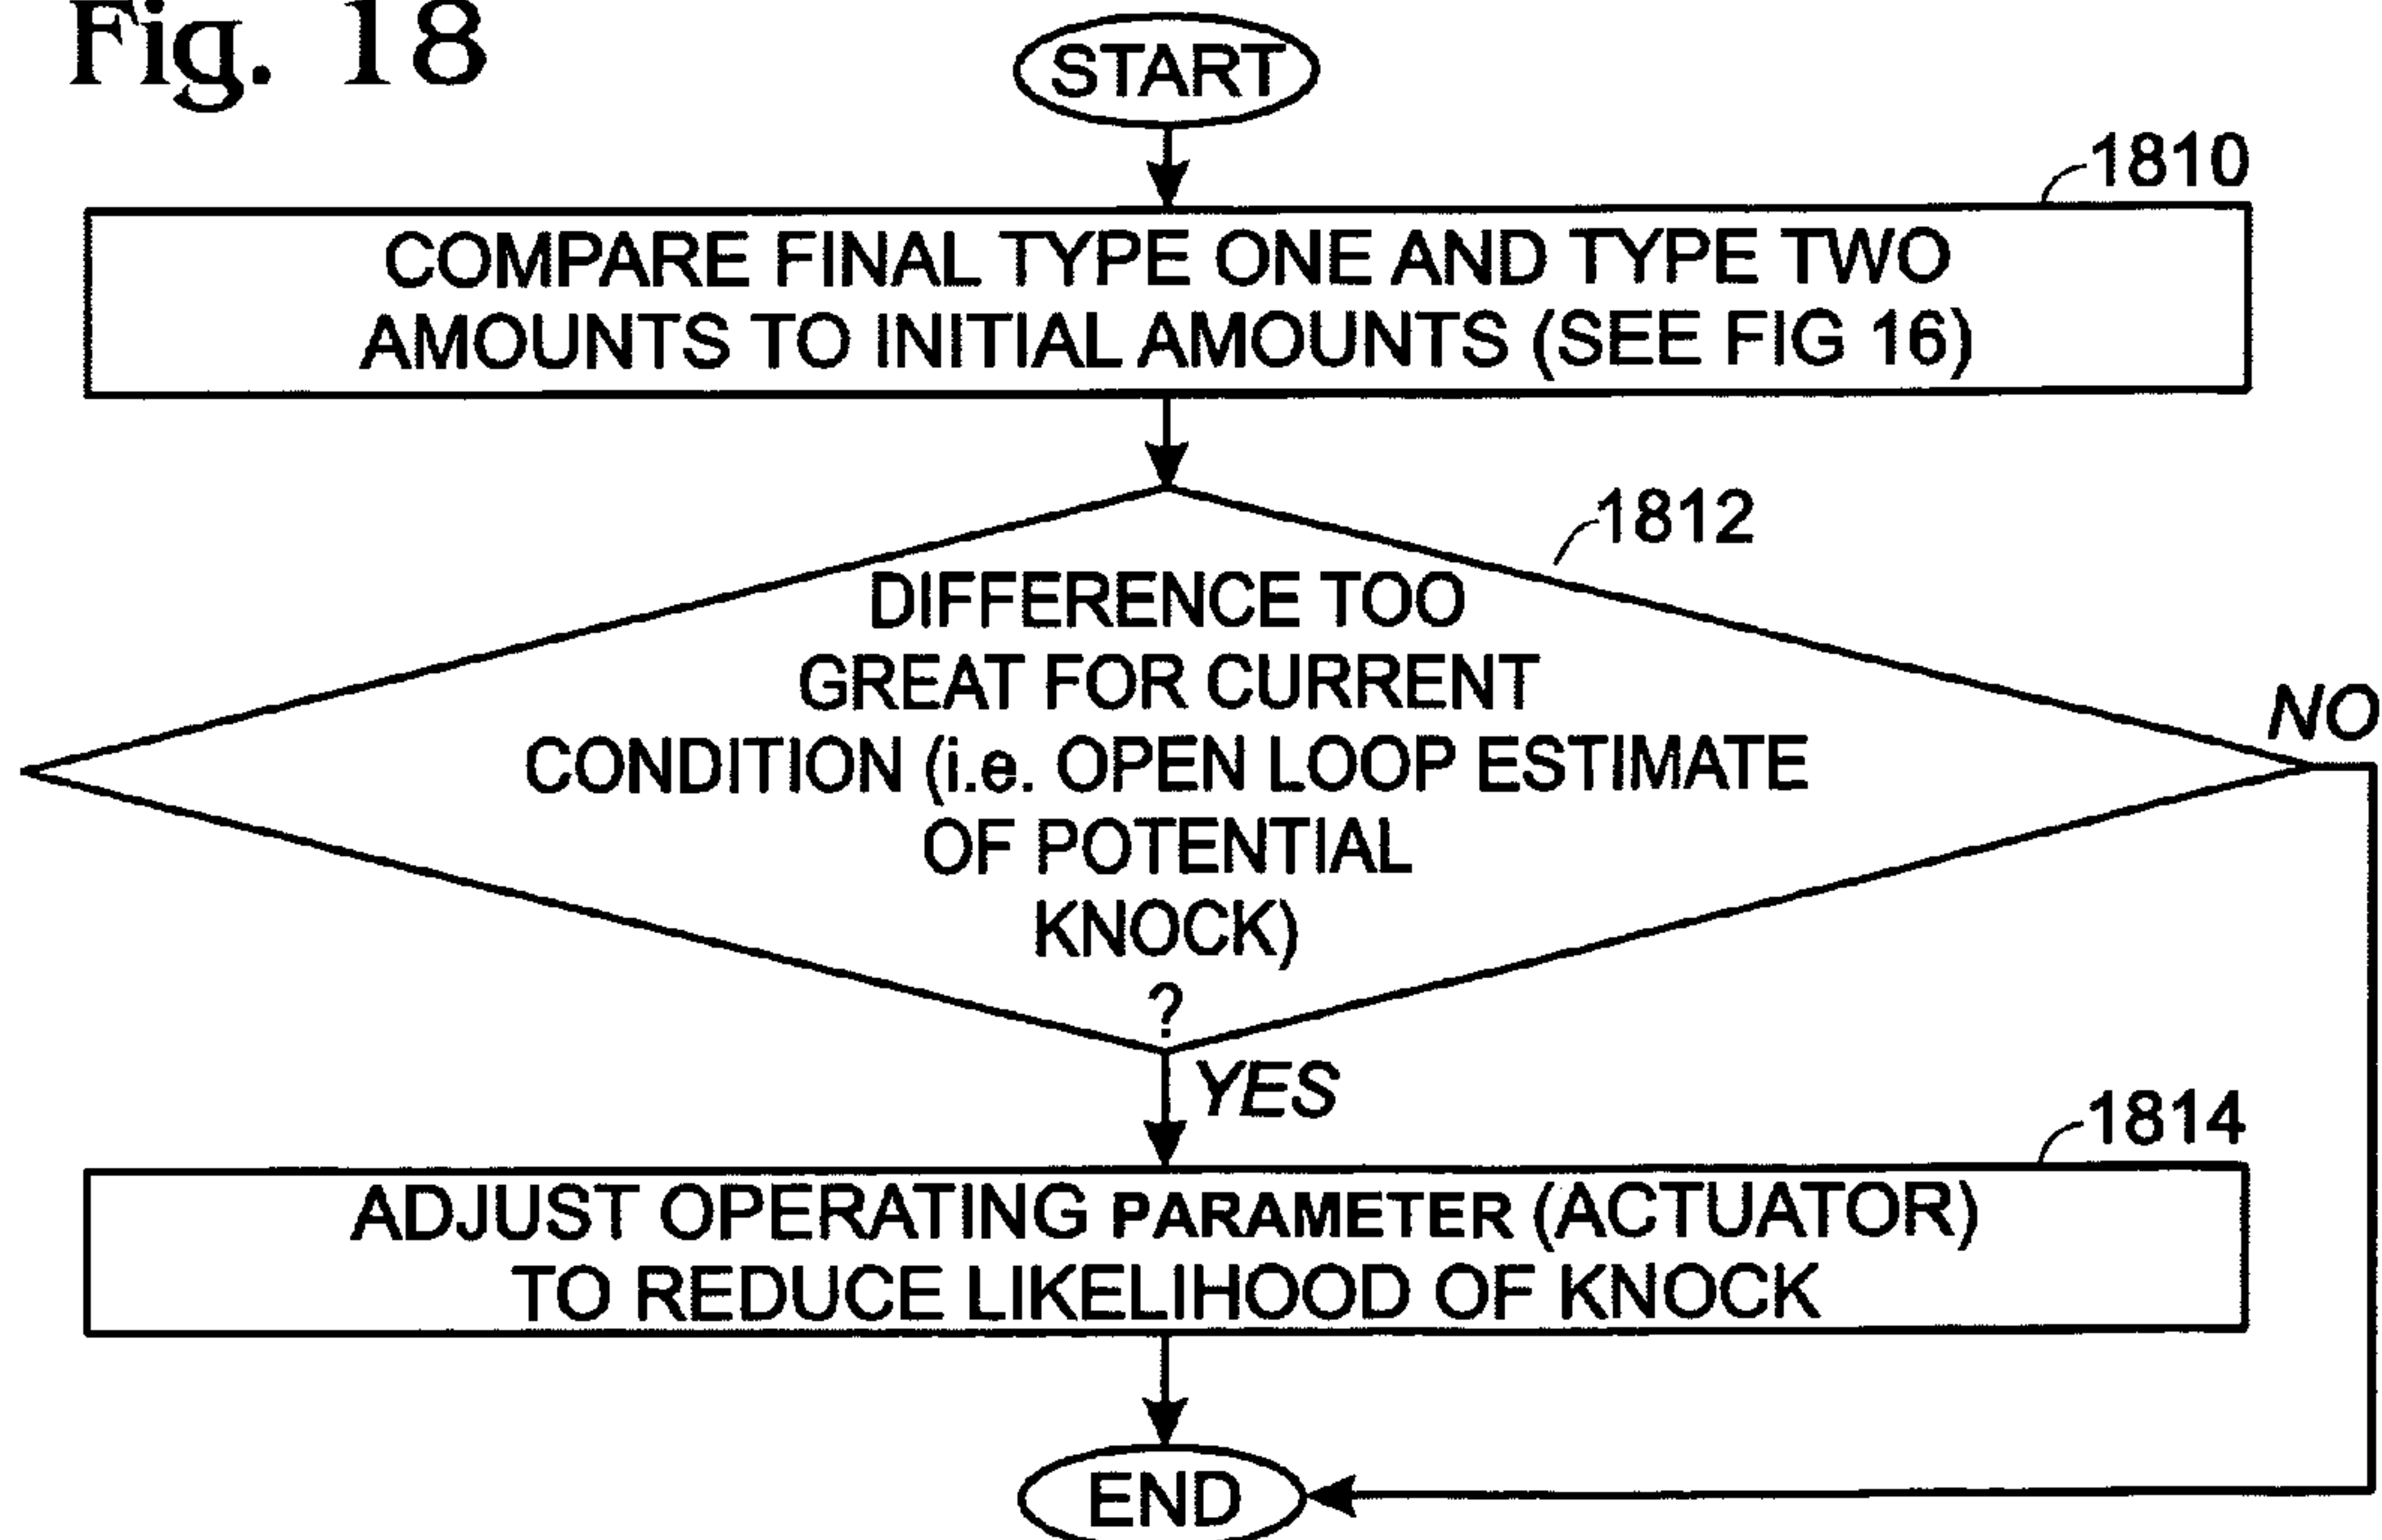 Fig. 18
START
1810
COMPARE FINAL TYPE ONE AND TYPE TWO
AMOUNTS TO INITIAL AMOUNTS (SEE FIG 16)
1812
DIFFERENCE TOO
GREAT FOR CURRENT
CONDITION (i.e. OPEN LOOP ESTIMATE
OF POTENTIAL
KNOCK)
?
NO
YES
1814
ADJUST OPERATING PARAMETER (ACTUATOR)
TO REDUCE LIKELIHOOD OF KNOCK
END